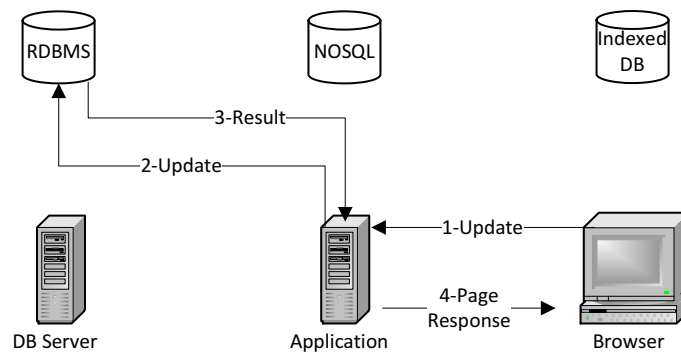 RDBMS
NOSQL
Indexed
DB
3-Result
2-Update
1-Update
4-Page
Response
DB Server
Application
Browser